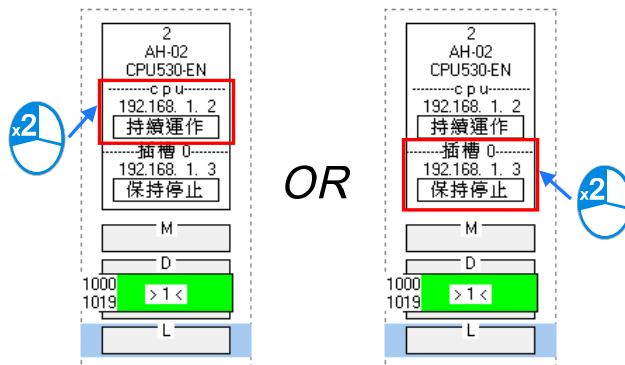 2
AH-02
CPU530-EN
--------cpu--------
192.168. 1. 2
持續運作
-----插槽 0-----
192.168. 1. 3
保持停止
M
D
1000
1019
>1<
L
x2
OR
2
AH-02
CPU530-EN
--------cpu--------
192.168. 1. 2
持續運作
-----插槽 0-----
192.168. 1. 3
保持停止
M
D
1000
1019
>1<
L
x2